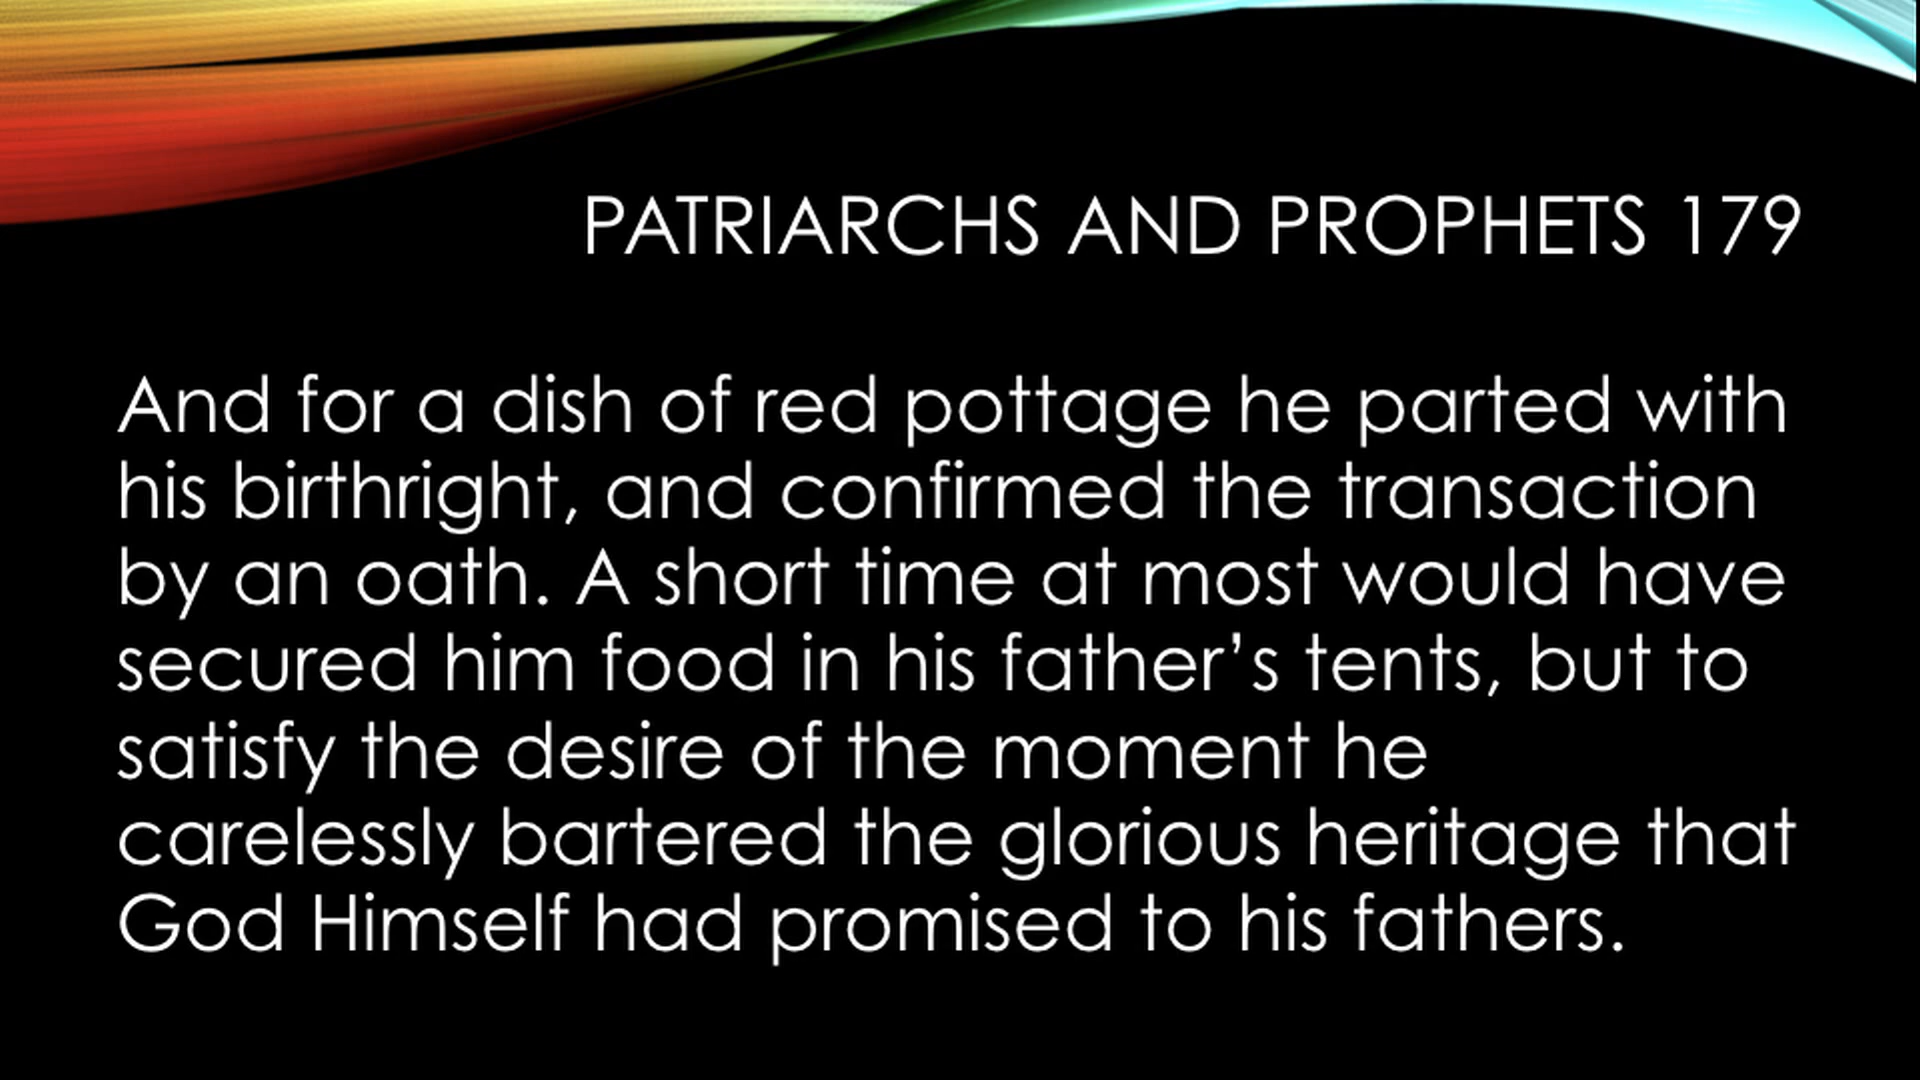 PATRIARCHS AND PROPHETS 179
And for a dish of red pottage he parted with
his birthright, and confirmed the transaction
by an oath. A short time at most would have
secured him food in his father’s tents, but to
satisfy the desire of the moment he
carelessly bartered the glorious heritage that
God Himself had promised to his fathers.